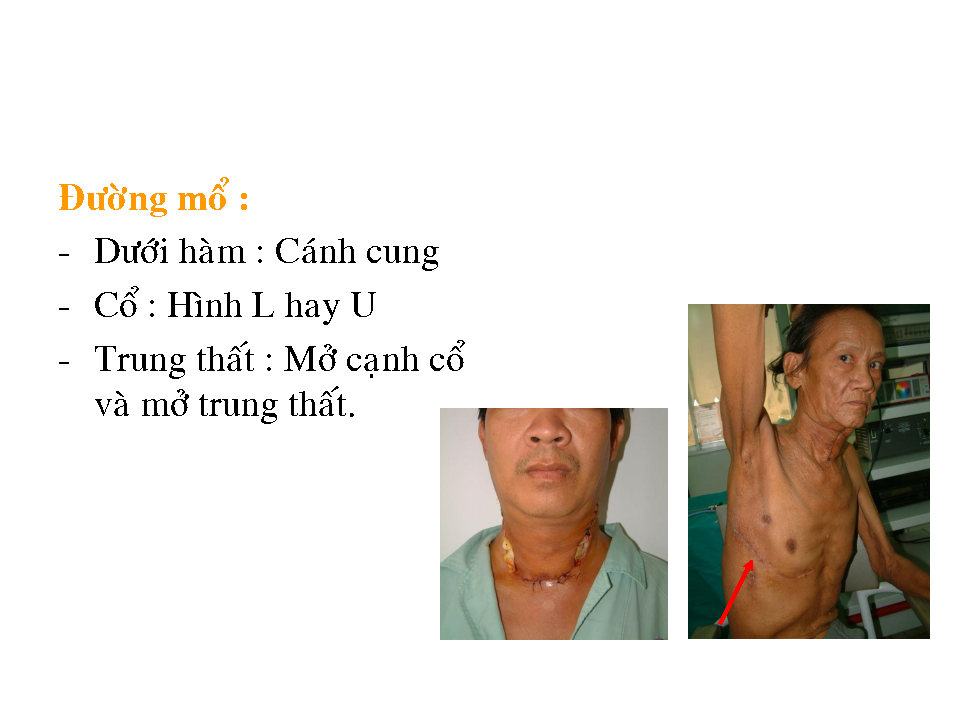 Đường mổ :
- Dưới hàm : Cánh cung
- Cổ : Hình L hay U
- Trung thất : Mở cạnh cổ
và mở trung thất.